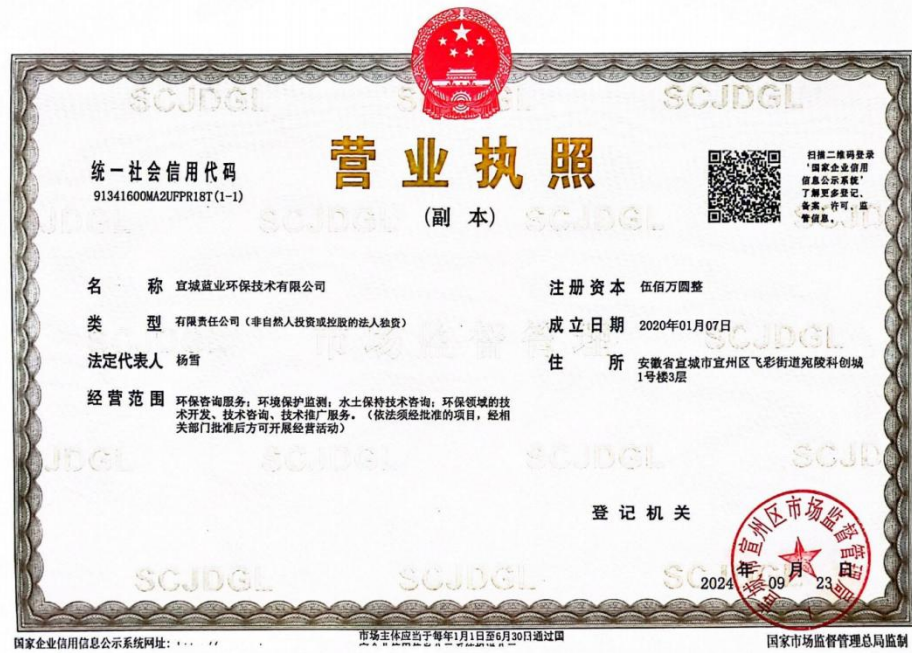 统一社会信用代码
91341600MA2UFPR18T(1-1)
营业执照
(副 本)
扫描二维码登录
‘国家企业信用
信息公示系统’
了解更多登记、
备案、许可、监
管信息。
名 称 宣城蓝业环保技术有限公司
类 型 有限责任公司（非自然人投资或控股的法人独资）
法定代表人 杨雪
经营范围 环保咨询服务；环境保护监测；水土保持技术咨询；环保领域的技
术开发、技术咨询、技术推广服务。（依法须经批准的项目，经相
关部门批准后方可开展经营活动）
注册资本 伍佰万圆整
成立日期 2020年01月07日
住 所 安徽省宣城市宣州区飞彩街道宛陵科创城
1号楼3层
登记机关
宣城市宣州区市场监督管理局
2024 年 09 月 23 日
SCJDGL
SCJDGL
SCJDGL
市场监督管理
国家企业信用信息公示系统网址：
市场主体应当于每年1月1日至6月30日通过国
国家市场监督管理总局监制